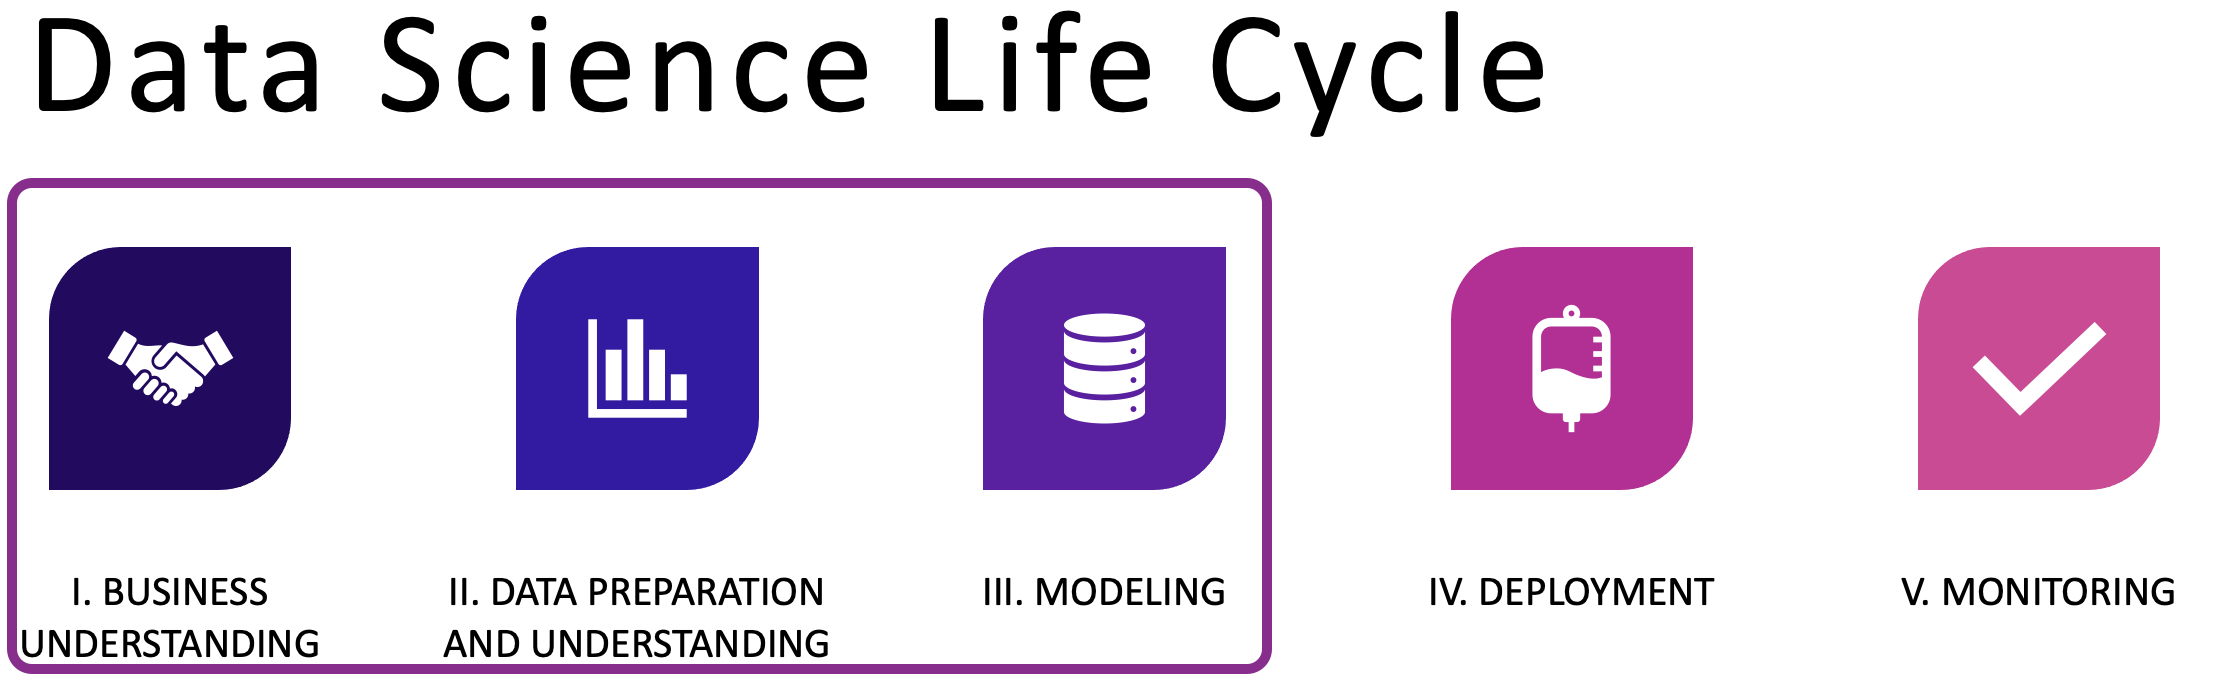 Data Science Life Cycle
I. BUSINESS
UNDERSTANDING
II. DATA PREPARATION
AND UNDERSTANDING
III. MODELING
IV. DEPLOYMENT
V. MONITORING